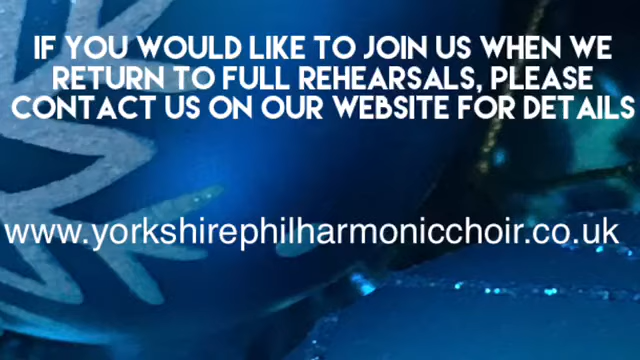 IF YOU WOULD LIKE TO JOIN US WHEN WE
RETURN TO FULL REHEARSALS, PLEASE
CONTACT US ON OUR WEBSITE FOR DETAILS
www.yorkshirephilharmonicchoir.co.uk